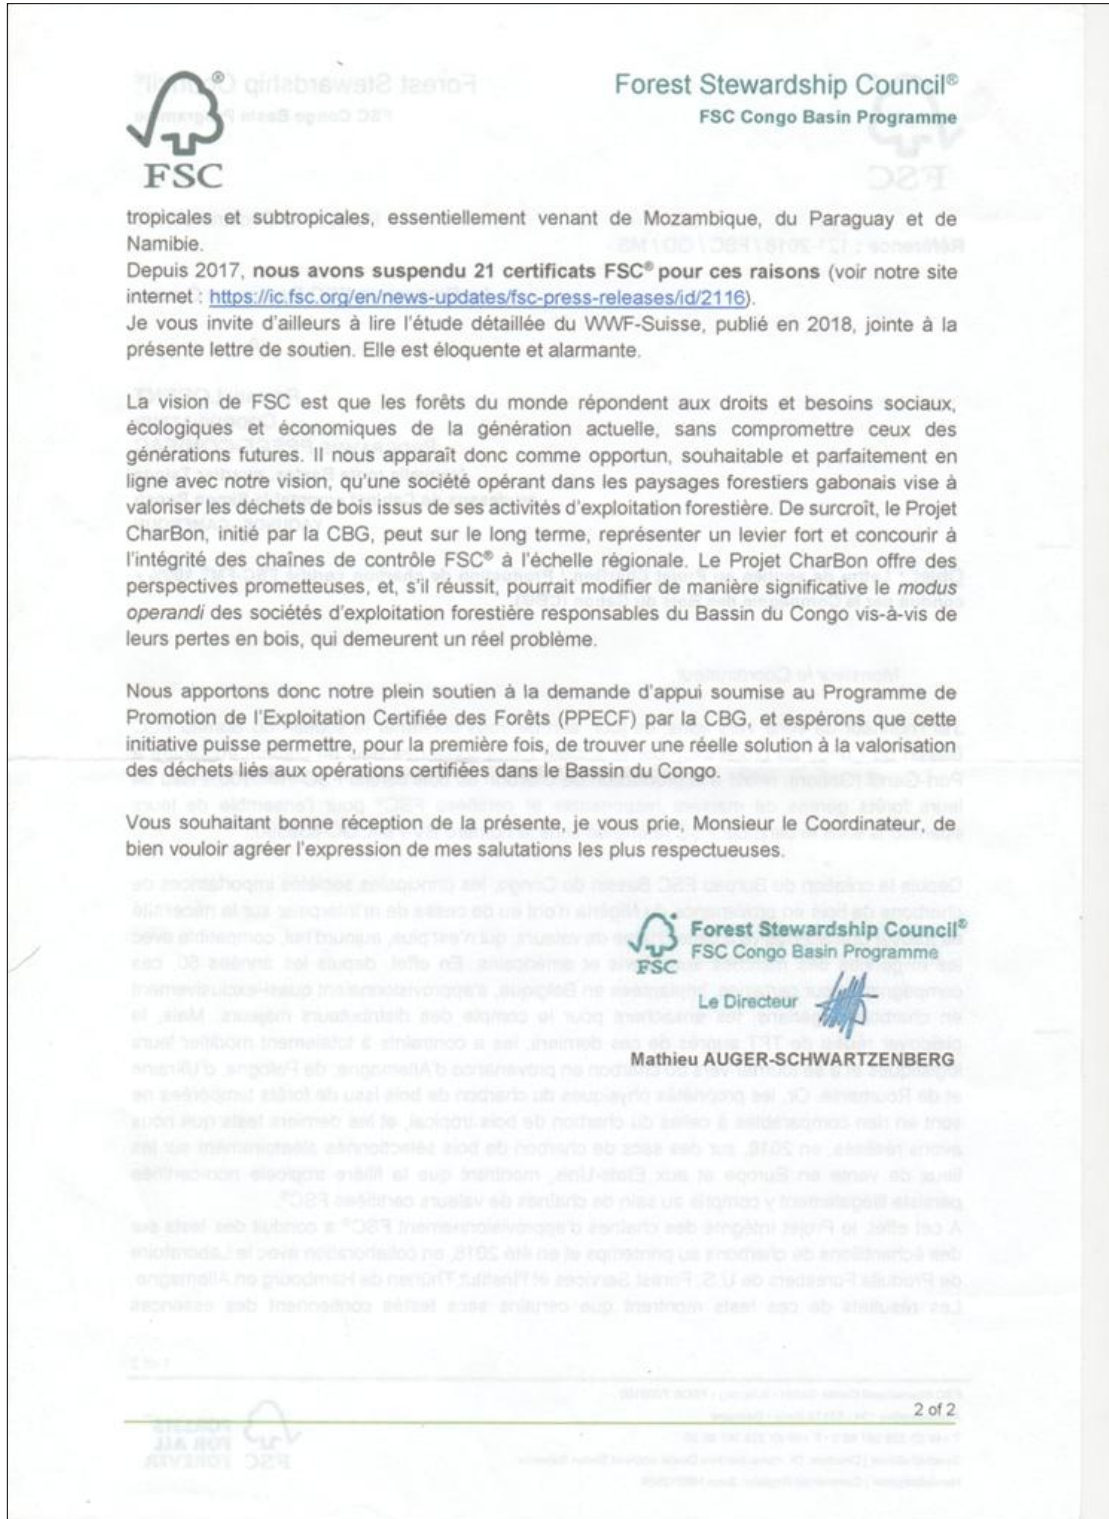 FSC
Forest Stewardship Council®
FSC Congo Basin Programme
tropicales et subtropicales, essentiellement venant de Mozambique, du Paraguay et de
Namibie.
Depuis 2017, nous avons suspendu 21 certificats FSC® pour ces raisons (voir notre site
internet : https://ic.fsc.org/en/news-updates/fsc-press-releases/id/2116).
Je vous invite d'ailleurs à lire l'étude détaillée du WWF-Suisse, publié en 2018, jointe à la
présente lettre de soutien. Elle est éloquente et alarmante.
La vision de FSC est que les forêts du monde répondent aux droits et besoins sociaux,
écologiques et économiques de la génération actuelle, sans compromettre ceux des
générations futures. Il nous apparaît donc comme opportun, souhaitable et parfaitement en
ligne avec notre vision, qu'une société opérant dans les paysages forestiers gabonais vise à
valoriser les déchets de bois issus de ses activités d'exploitation forestière. De surcroît, le Projet
CharBon, initié par la CBG, peut sur le long terme, représenter un levier fort et concourir à
l'intégrité des chaînes de contrôle FSC® à l'échelle régionale. Le Projet CharBon offre des
perspectives prometteuses, et, s'il réussit, pourrait modifier de manière significative le modus
operandi des sociétés d'exploitation forestière responsables du Bassin du Congo vis-à-vis de
leurs pertes en bois, qui demeurent un réel problème.
Nous apportons donc notre plein soutien à la demande d'appui soumise au Programme de
Promotion de l'Exploitation Certifiée des Forêts (PPECF) par la CBG, et espérons que cette
initiative puisse permettre, pour la première fois, de trouver une réelle solution à la valorisation
des déchets liés aux opérations certifiées dans le Bassin du Congo.
Vous souhaitant bonne réception de la présente, je vous prie, Monsieur le Coordinateur, de
bien vouloir agréer l'expression de mes salutations les plus respectueuses.
FSC
Forest Stewardship Council®
FSC Congo Basin Programme
Le Directeur
Mathieu AUGER-SCHWARTZENBERG
2 of 2